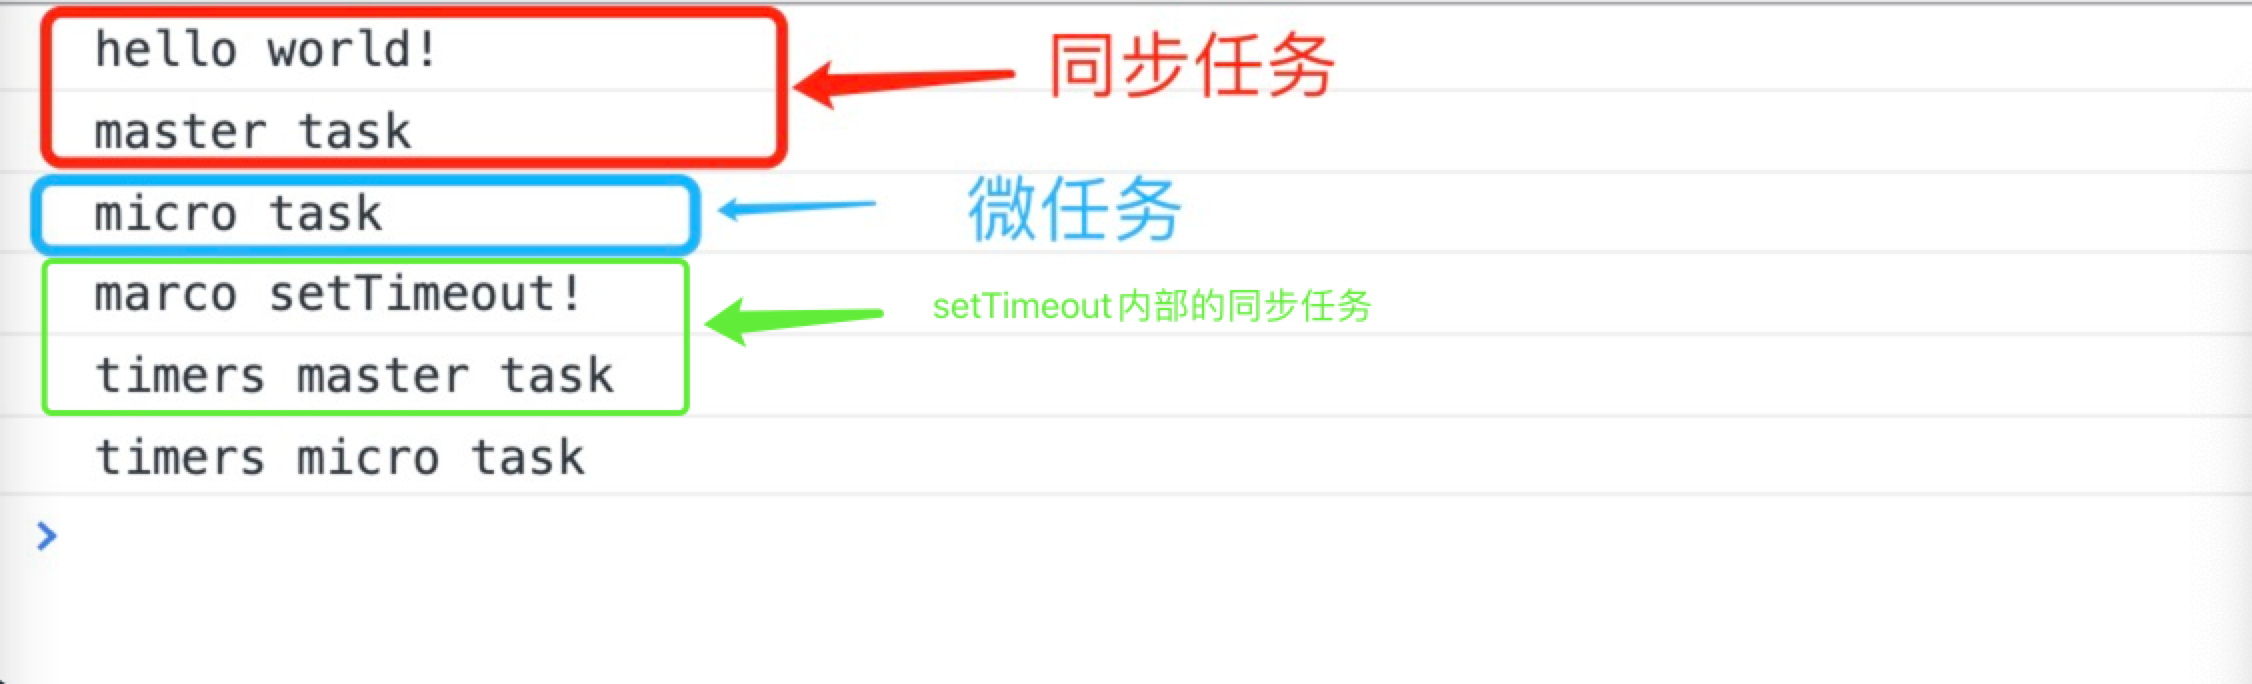 hello world!
同步任务
master task
micro task
微任务
marco setTimeout!
setTimeout内部的同步任务
timers master task
timers micro task